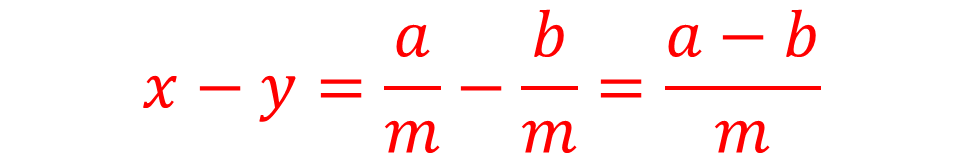 x − y = a/m − b/m = (a − b)/m